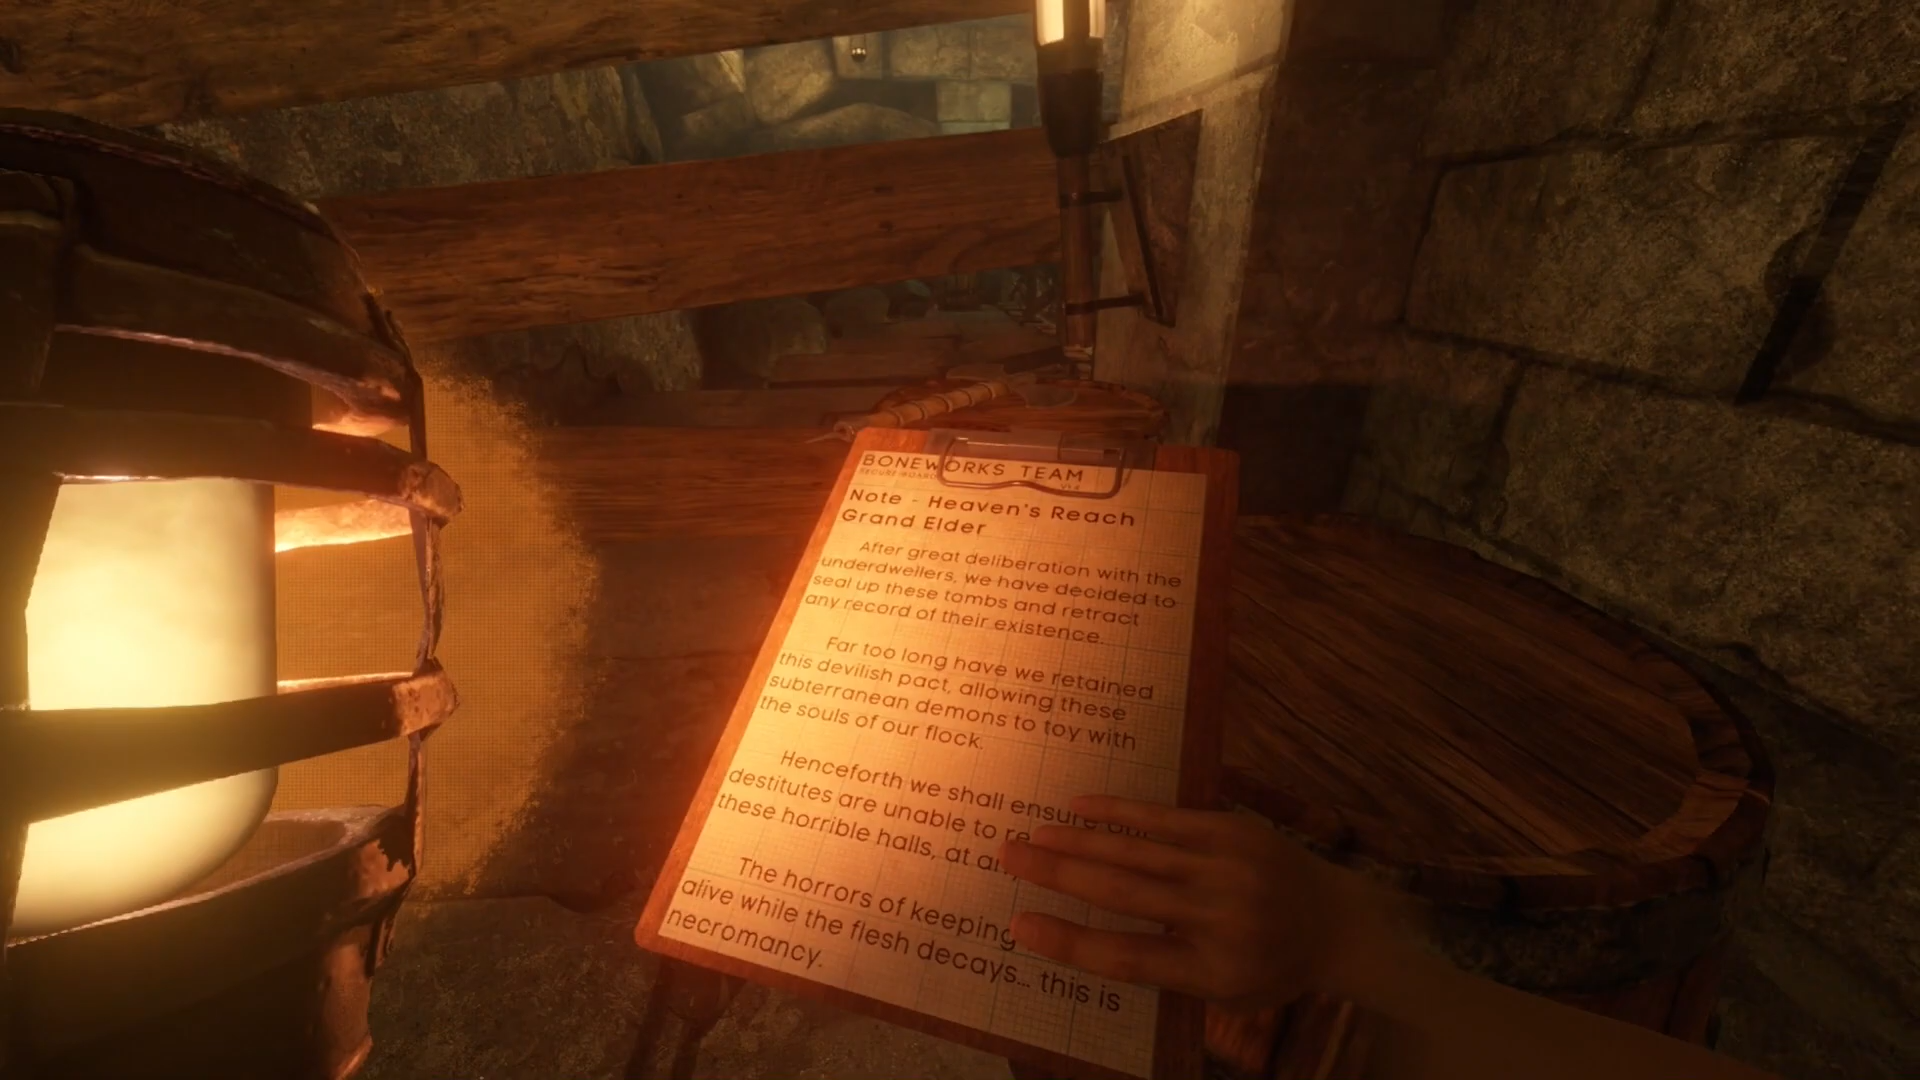 BONEWORKS TEAM
Note - Heaven's Reach
Grand Elder
After great deliberation with the
underdwellers, we have decided to
seal up these tombs and retract
any record of their existence.
Far too long have we retained
this devilish pact, allowing these
subterranean demons to toy with
the souls of our flock.
Henceforth we shall ensure our
destitutes are unable to
these horrible halls, at
The horrors of keeping
alive while the flesh decays... this is
necromancy.